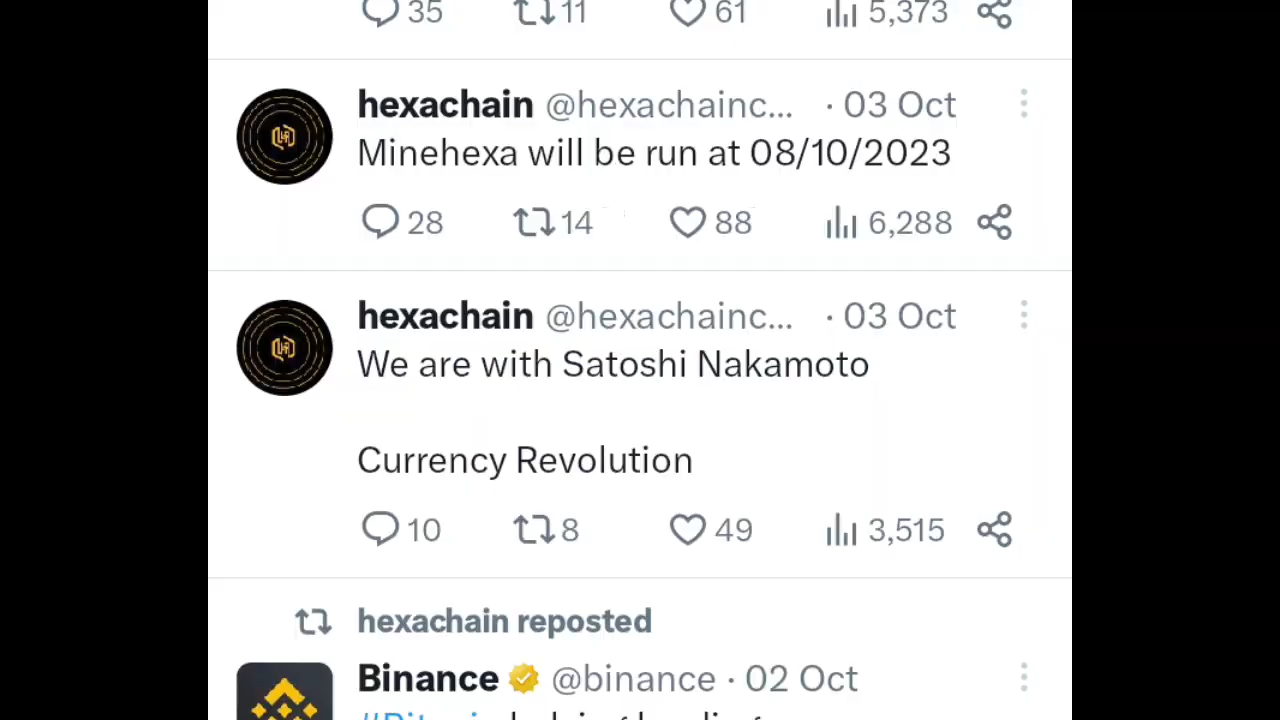 35 11 61 5,373
hexachain @hexachainc... · 03 Oct
Minehexa will be run at 08/10/2023
28 14 88 6,288
hexachain @hexachainc... · 03 Oct
We are with Satoshi Nakamoto
Currency Revolution
10 8 49 3,515
hexachain reposted
Binance @binance · 02 Oct